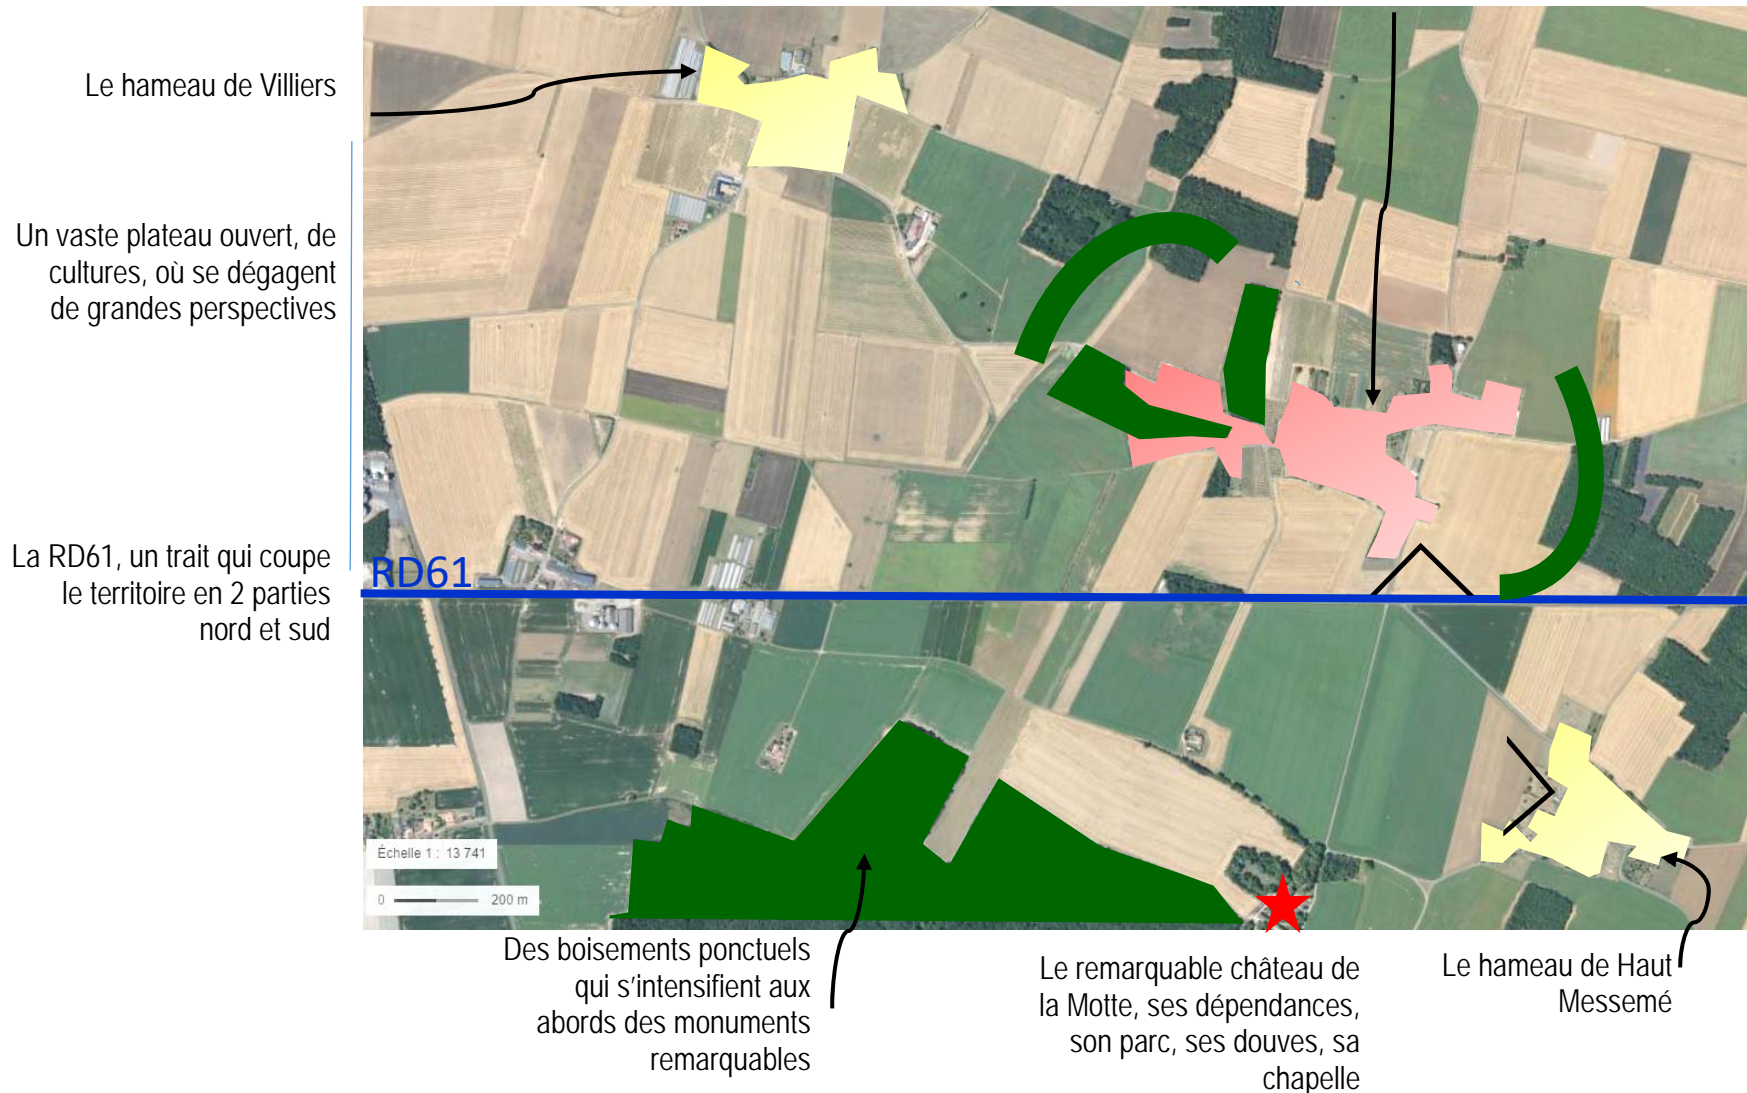 Le hameau de Villiers
Un vaste plateau ouvert, de
cultures, où se dégagent
de grandes perspectives
La RD61, un trait qui coupe
le territoire en 2 parties
nord et sud
RD61
Échelle 1 : 13 741
0 200 m
Des boisements ponctuels
qui s'intensifient aux
abords des monuments
remarquables
Le remarquable château de
la Motte, ses dépendances,
son parc, ses douves, sa
chapelle
Le hameau de Haut
Messemé